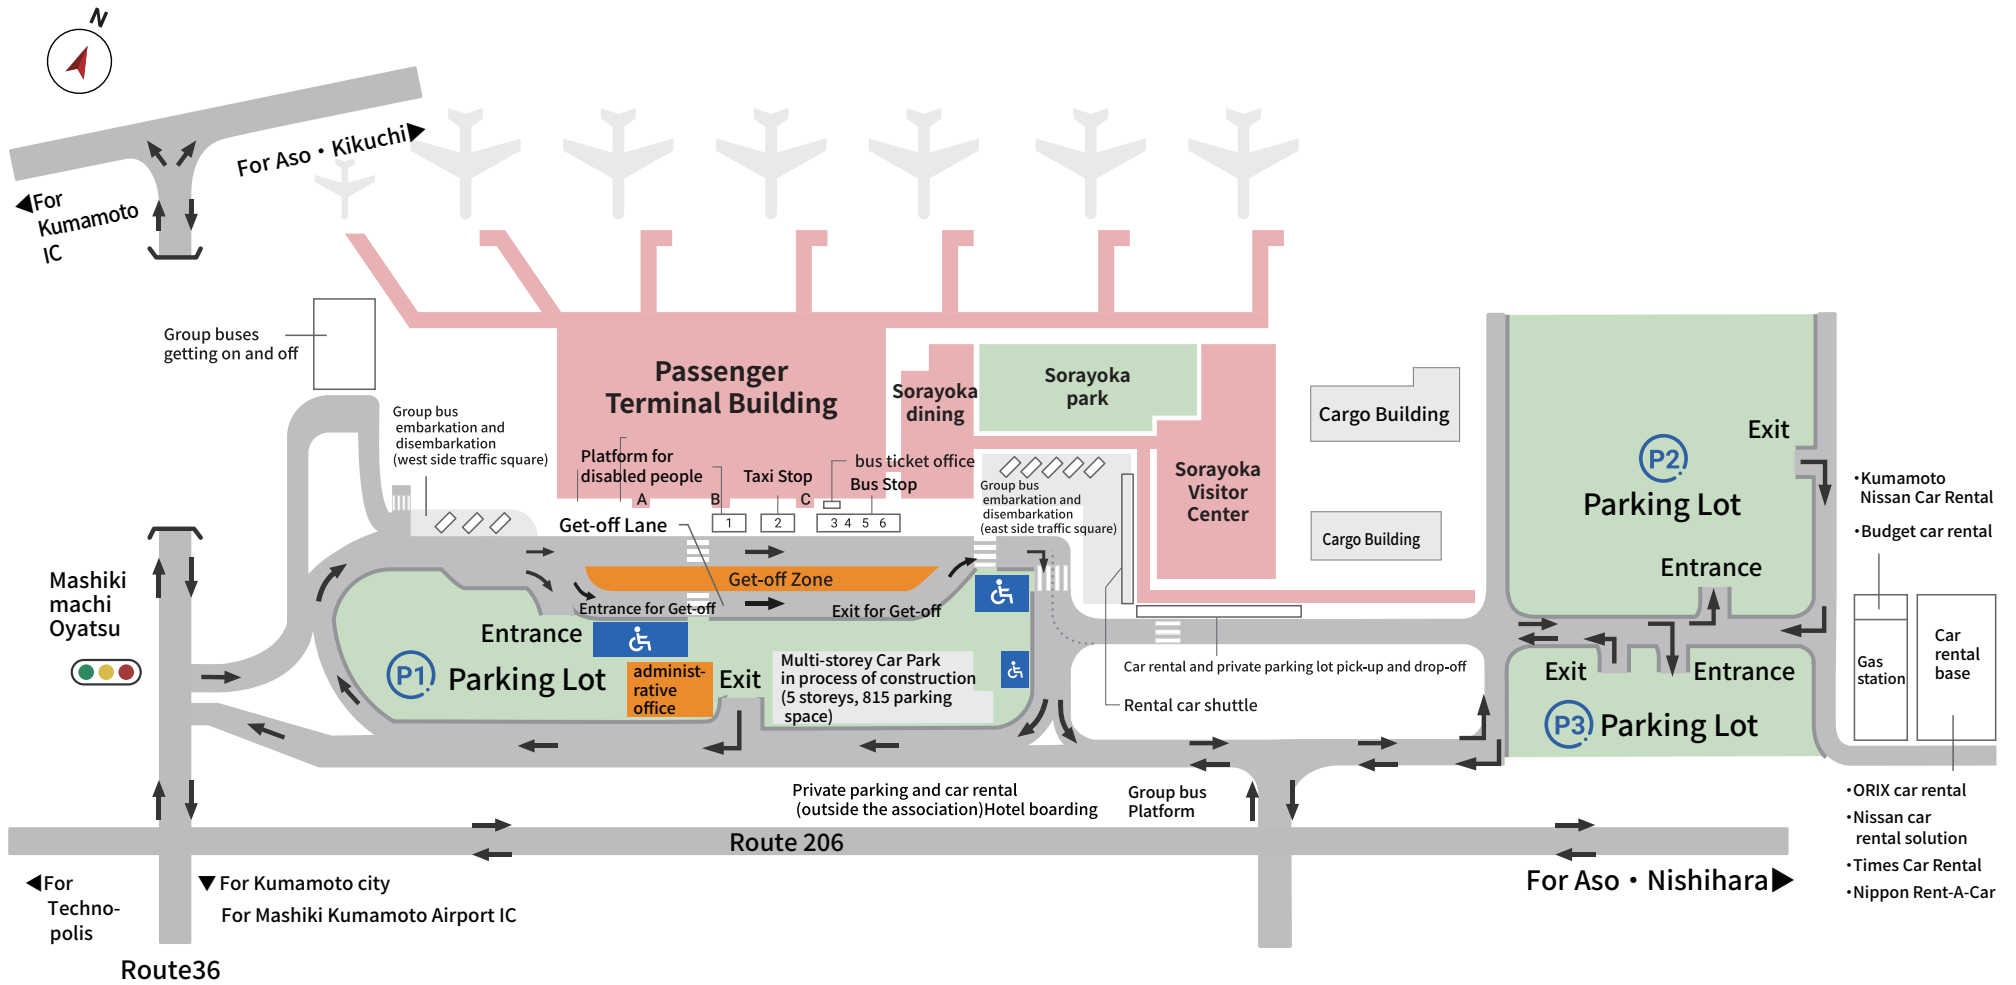 N
For Aso・Kikuchi▶
◀For
Kumamoto
IC
Group buses
getting on and off
Group bus
embarkation and
disembarkation
(west side traffic square)
Passenger
Terminal Building
Sorayoka
dining
Sorayoka
park
Sorayoka
Visitor
Center
Cargo Building
Cargo Building
Platform for
disabled people
Taxi Stop
bus ticket office
Bus Stop
A
B
C
1
2
3 4 5 6
Group bus
embarkation and
disembarkation
(east side traffic square)
Get-off Lane
Get-off Zone
Entrance for Get-off
Exit for Get-off
Mashiki
machi
Oyatsu
Entrance
P1
Parking Lot
administ-
rative
office
Exit
Multi-storey Car Park
in process of construction
(5 storeys, 815 parking
space)
Car rental and private parking lot pick-up and drop-off
Rental car shuttle
P2
Parking Lot
Exit
Entrance
Exit
Entrance
P3
Parking Lot
・Kumamoto
Nissan Car Rental
・Budget car rental
Gas
station
Car
rental
base
・ORIX car rental
・Nissan car
rental solution
・Times Car Rental
・Nippon Rent-A-Car
Private parking and car rental
(outside the association)Hotel boarding
Group bus
Platform
Route 206
◀For
Techno-
polis
▼For Kumamoto city
For Mashiki Kumamoto Airport IC
For Aso・Nishihara▶
Route36